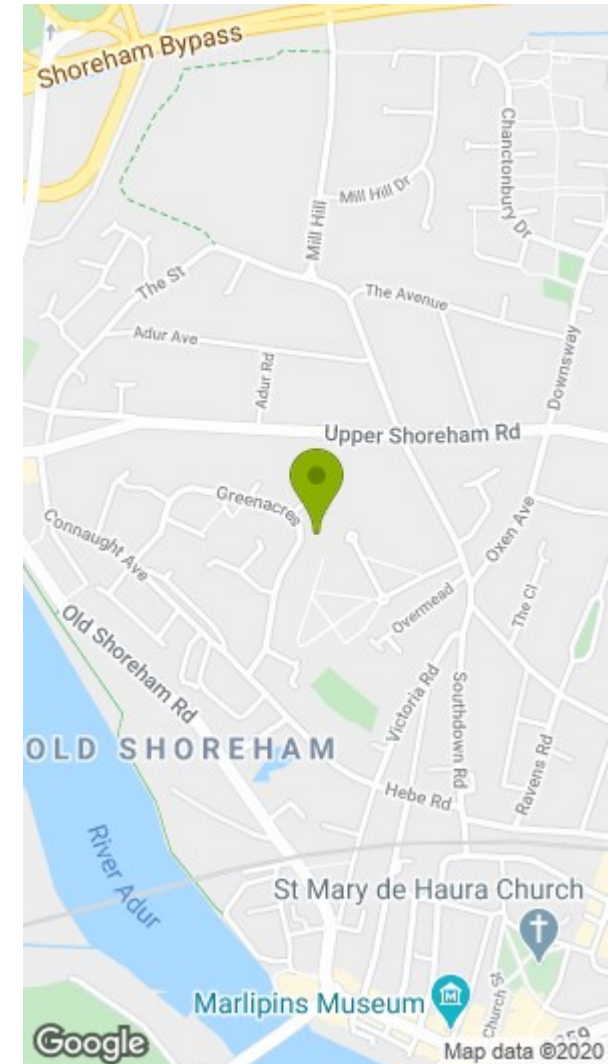 Shoreham Bypass
Chanctonbury Dr
Mill Hill Dr
Mill Hill
The St
The Avenue
Adur Ave
Downsway
Adur Rd
Upper Shoreham Rd
Greenacres
Connaught Ave
Oxen Ave
Overmead
The Cl
Old Shoreham Rd
Victoria Rd
Southdown Rd
OLD SHOREHAM
Ravens Rd
Hebe Rd
River Adur
St Mary de Haura Church
Church St
Marlipins Museum
M
Google
Map data ©2020